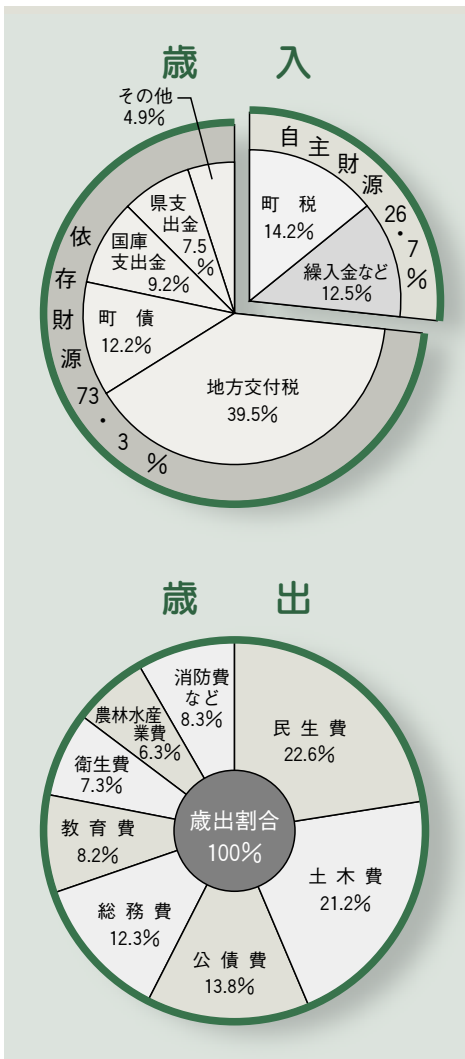 歳 入
その他
4.9%
自主財源26・7%
町 税
14.2%
繰入金など
12.5%
依存財源73・3%
県支
出金
7.5
%
国庫
支出金
9.2%
町 債
12.2%
地方交付税
39.5%
歳 出
消防費
など
8.3%
農林水産
業費
6.3%
民 生 費
22.6%
衛生費
7.3%
歳出割合
100%
教 育 費
8.2%
土 木 費
21.2%
総 務 費
12.3%
公 債 費
13.8%